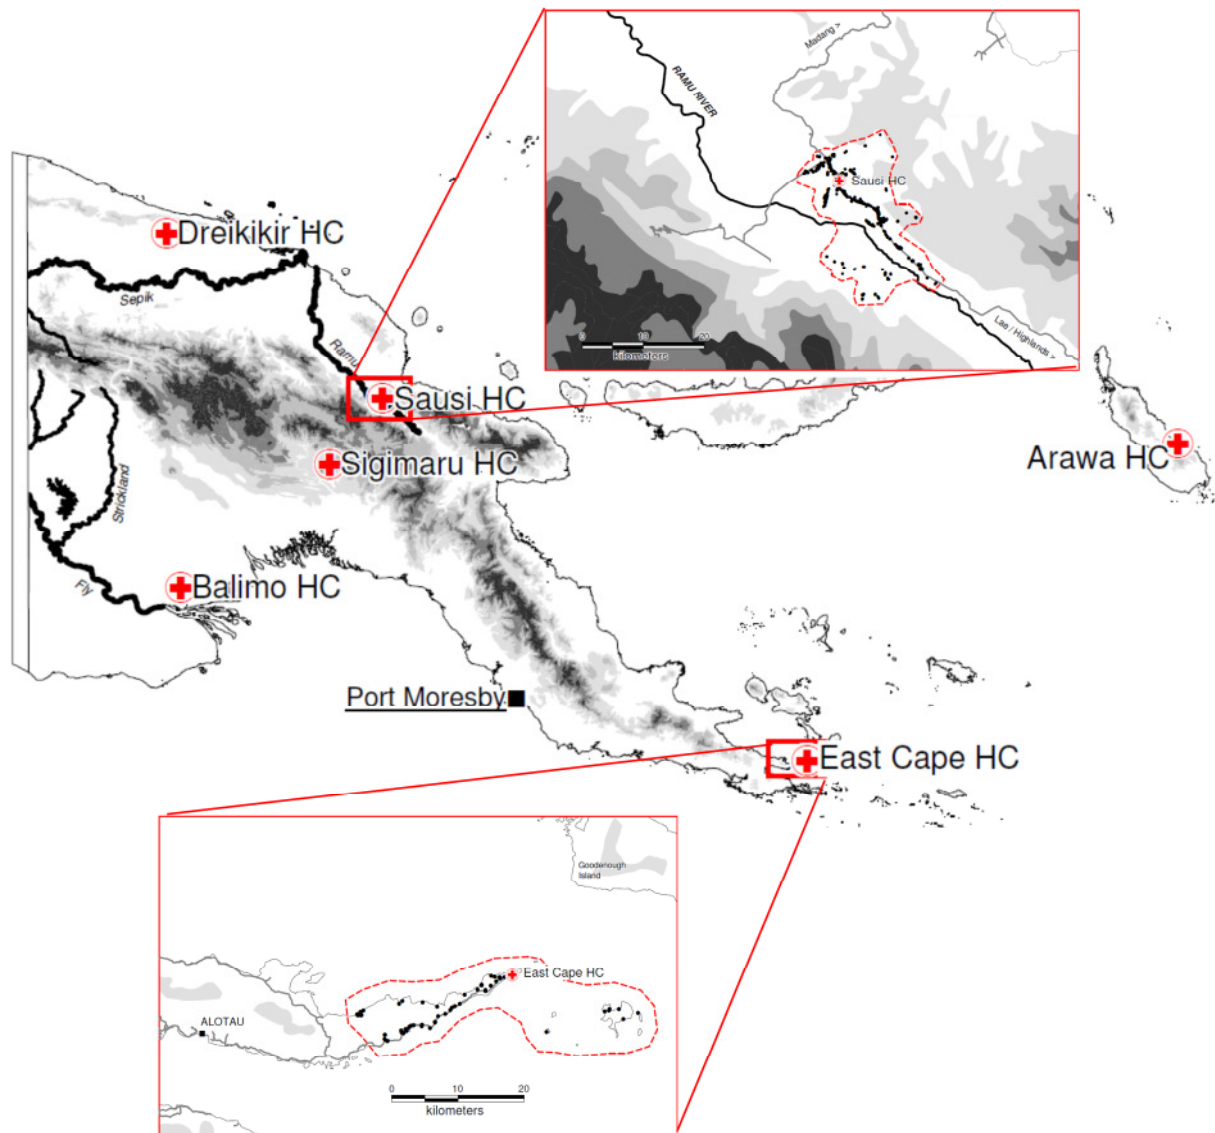 Madang >
RAMU RIVER
Sausi HC
0 10 20
kilometers
Lae / Highlands >
Dreikikir HC
Sepik
Ramu
Sausi HC
Sigimaru HC
Arawa HC
Strickland
Fly
Balimo HC
Port Moresby
East Cape HC
Goodenough
Island
East Cape HC
ALOTAU
0 10 20
kilometers